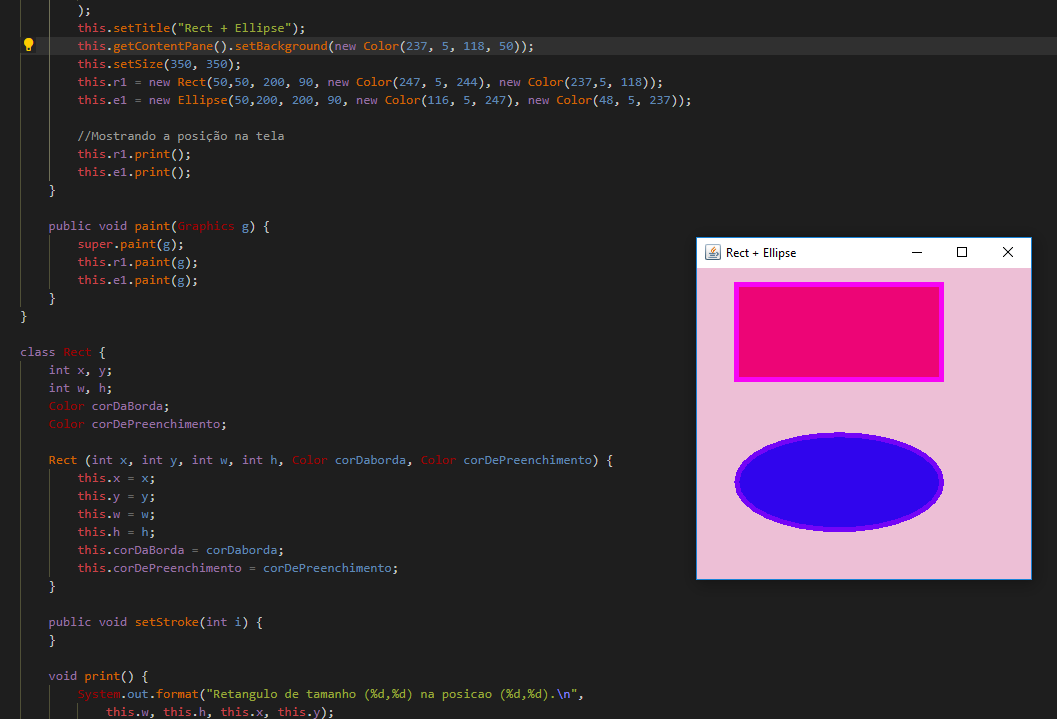 );
this.setTitle("Rect + Ellipse");
this.getContentPane().setBackground(new Color(237, 5, 118, 50));
this.setSize(350, 350);
this.r1 = new Rect(50,50, 200, 90, new Color(247, 5, 244), new Color(237,5, 118));
this.e1 = new Ellipse(50,200, 200, 90, new Color(116, 5, 247), new Color(48, 5, 237));
//Mostrando a posição na tela
this.r1.print();
this.e1.print();
}
public void paint(Graphics g) {
super.paint(g);
this.r1.paint(g);
this.e1.paint(g);
}
}
class Rect {
int x, y;
int w, h;
Color corDaBorda;
Color corDePreenchimento;
Rect (int x, int y, int w, int h, Color corDaborda, Color corDePreenchimento) {
this.x = x;
this.y = y;
this.w = w;
this.h = h;
this.corDaBorda = corDaborda;
this.corDePreenchimento = corDePreenchimento;
}
public void setStroke(int i) {
}
void print() {
System.out.format("Retangulo de tamanho (%d,%d) na posicao (%d,%d).\n",
this.w, this.h, this.x, this.y);
Rect + Ellipse